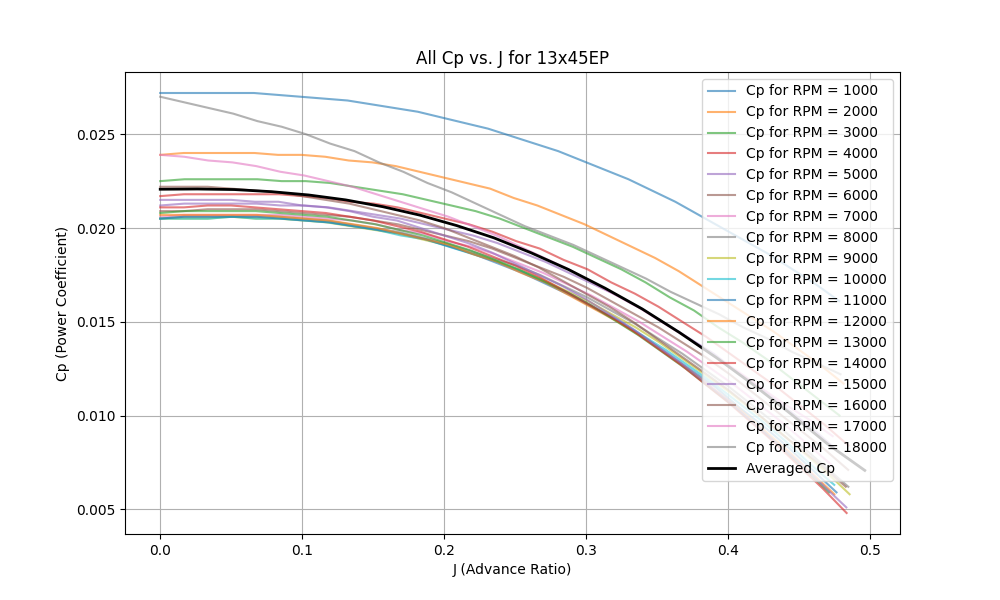 All Cp vs. J for 13x45EP
Cp (Power Coefficient)
0.025
0.020
0.015
0.010
0.005
0.0
0.1
0.2
0.3
0.4
0.5
J (Advance Ratio)
Cp for RPM = 1000
Cp for RPM = 2000
Cp for RPM = 3000
Cp for RPM = 4000
Cp for RPM = 5000
Cp for RPM = 6000
Cp for RPM = 7000
Cp for RPM = 8000
Cp for RPM = 9000
Cp for RPM = 10000
Cp for RPM = 11000
Cp for RPM = 12000
Cp for RPM = 13000
Cp for RPM = 14000
Cp for RPM = 15000
Cp for RPM = 16000
Cp for RPM = 17000
Cp for RPM = 18000
Averaged Cp